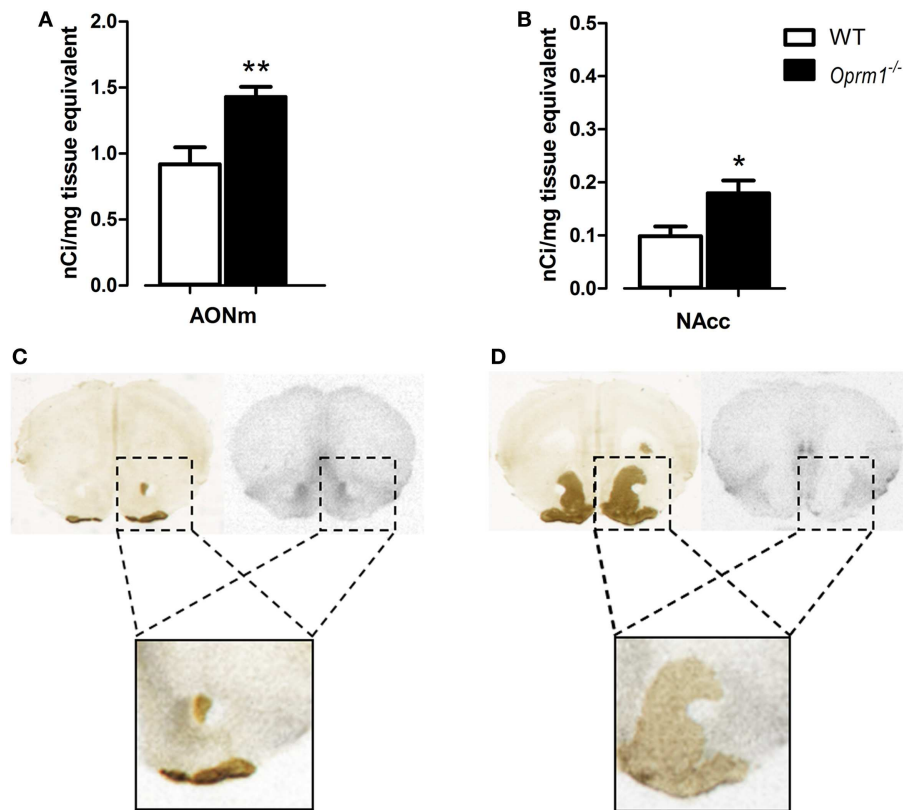 A
nCi/mg tissue equivalent
2.0
1.5
1.0
0.5
0.0
**
AONm
B
nCi/mg tissue equivalent
0.5
0.4
0.3
0.2
0.1
0.0
*
NAcc
WT
Oprm1-/-
C
D